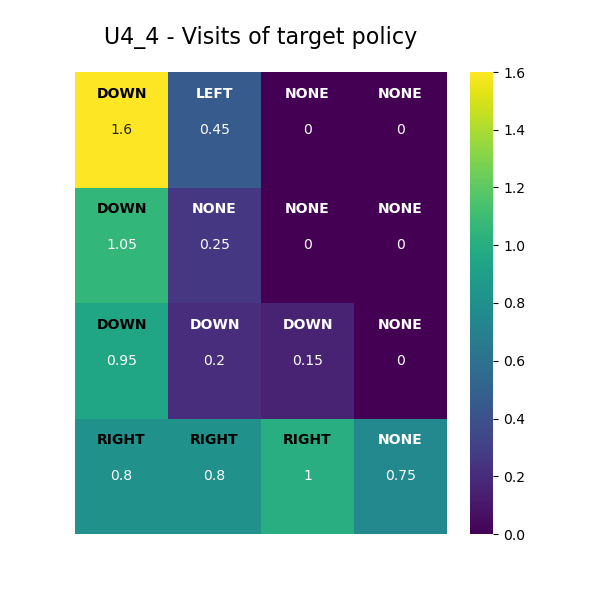 U4_4 - Visits of target policy
DOWN LEFT NONE NONE
1.6 0.45 0 0
DOWN NONE NONE NONE
1.05 0.25 0 0
DOWN DOWN DOWN NONE
0.95 0.2 0.15 0
RIGHT RIGHT RIGHT NONE
0.8 0.8 1 0.75
1.6
1.4
1.2
1.0
0.8
0.6
0.4
0.2
0.0